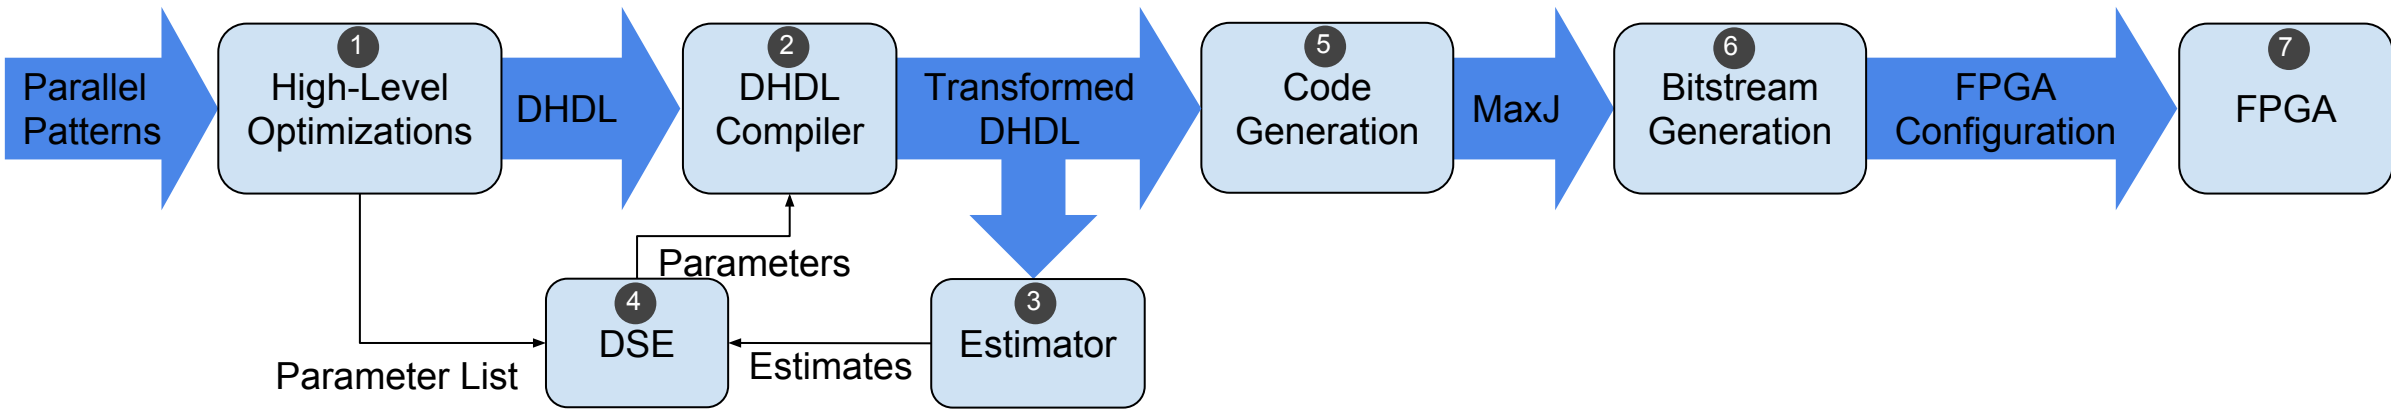 Parallel
Patterns
1
High-Level
Optimizations
DHDL
2
DHDL
Compiler
Transformed
DHDL
5
Code
Generation
MaxJ
6
Bitstream
Generation
FPGA
Configuration
7
FPGA
Parameters
4
DSE
3
Estimator
Parameter List
Estimates